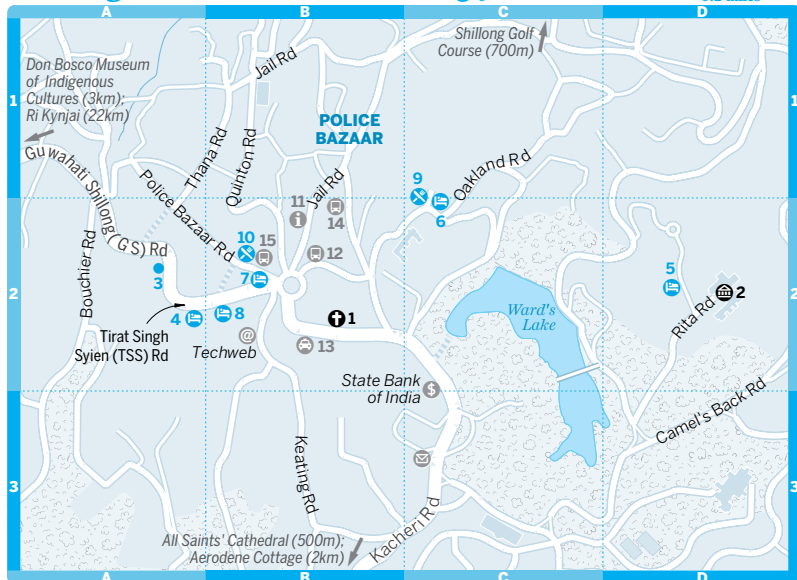 A
B
C
D
Shillong Golf
Course (700m)
Don Bosco Museum
of Indigenous
Cultures (3km);
Ri Kynjai (22km)
Jail Rd
1
1
POLICE
BAZAAR
Guwahati Shillong (GS) Rd
Thana Rd
Quinton Rd
Police Bazaar Rd
Jail Rd
9
Oakland Rd
6
11
14
10
15
12
Bouchier Rd
3
7
5
2
2
2
Rita Rd
Ward's
Lake
4
8
1
Tirat Singh
Syien (TSS) Rd
@
Techweb
13
State Bank
of India
$
Camel's Back Rd
Keating Rd
3
3
Kacheri Rd
All Saints' Cathedral (500m);
Aerodene Cottage (2km)
A
B
C
D